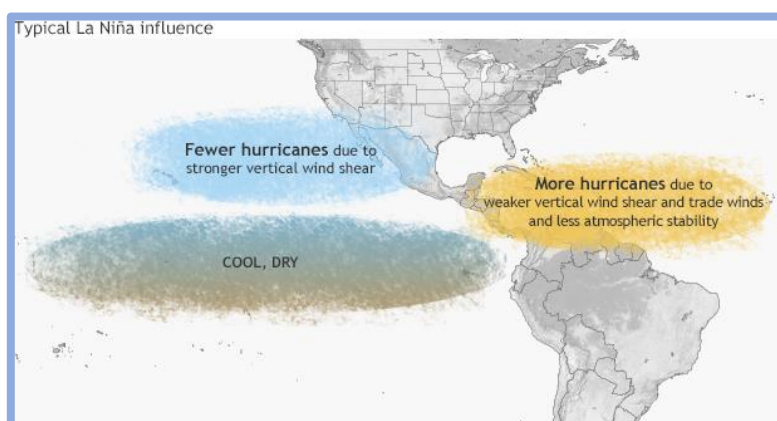 Typical La Niña influence
Fewer hurricanes due to
stronger vertical wind shear
More hurricanes due to
weaker vertical wind shear and trade winds
and less atmospheric stability
COOL, DRY